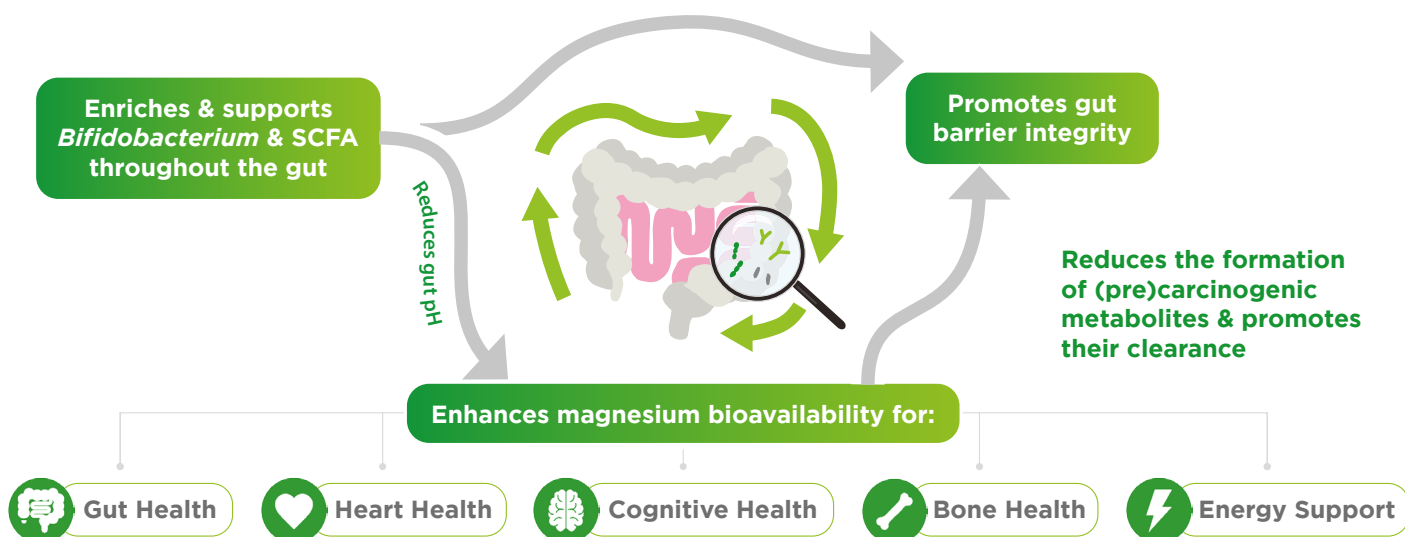 Enriches & supports
Bifidobacterium & SCFA
throughout the gut
Promotes gut
barrier integrity
Reduces gut pH
Reduces the formation
of (pre)carcinogenic
metabolites & promotes
their clearance
Enhances magnesium bioavailability for:
Gut Health
Heart Health
Cognitive Health
Bone Health
Energy Support